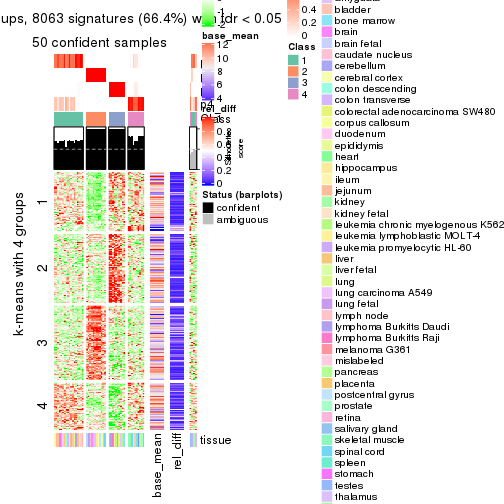 ups, 8063 signatures (66.4%) with fdr < 0.05
50 confident samples
k-means with 4 groups
1
2
3
4
base_mean
rel_diff
tissue
-2
base_mean
12
10
8
6
4
rel_diff
0.2
0
Status (barplots)
confident
ambiguous
0.4
0.2
0
Class
1
2
3
4
bladder
bone marrow
brain
brain fetal
caudate nucleus
cerebellum
cerebral cortex
colon descending
colon transverse
colorectal adenocarcinoma SW480
corpus callosum
duodenum
epididymis
heart
hippocampus
ileum
jejunum
kidney
kidney fetal
leukemia chronic myelogenous K562
leukemia lymphoblastic MOLT-4
leukemia promyelocytic HL-60
liver
liver fetal
lung
lung carcinoma A549
lung fetal
lymph node
lymphoma Burkitts Daudi
lymphoma Burkitts Raji
melanoma G361
mislabeled
pancreas
placenta
postcentral gyrus
prostate
retina
salivary gland
skeletal muscle
spinal cord
spleen
stomach
testes
thalamus